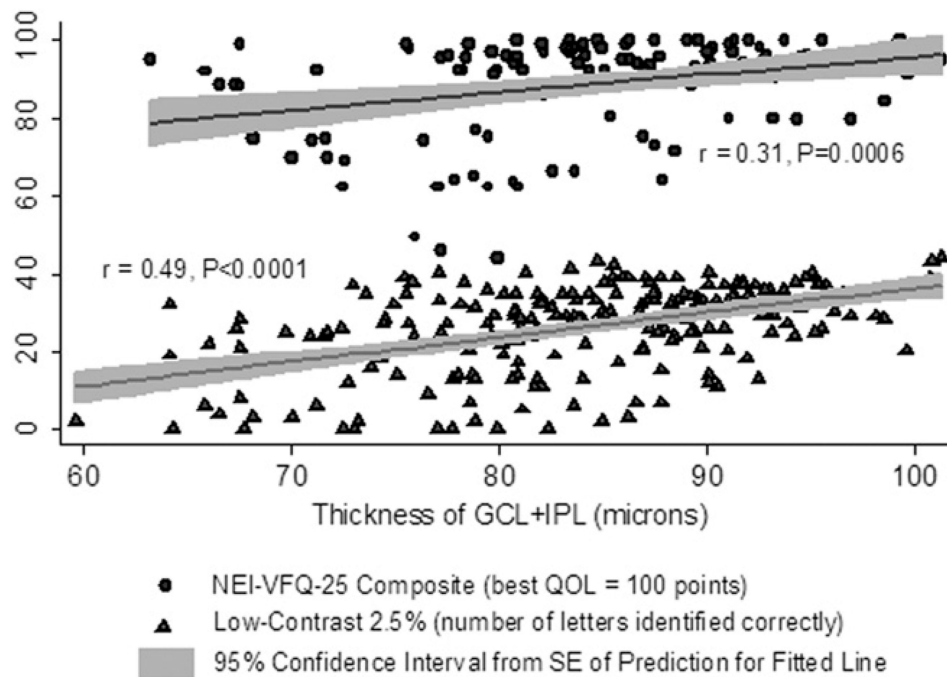 100
80
60
40
20
0
r = 0.31, P=0.0006
r = 0.49, P<0.0001
60 70 80 90 100
Thickness of GCL+IPL (microns)
NEI-VFQ-25 Composite (best QOL = 100 points)
Low-Contrast 2.5% (number of letters identified correctly)
95% Confidence Interval from SE of Prediction for Fitted Line